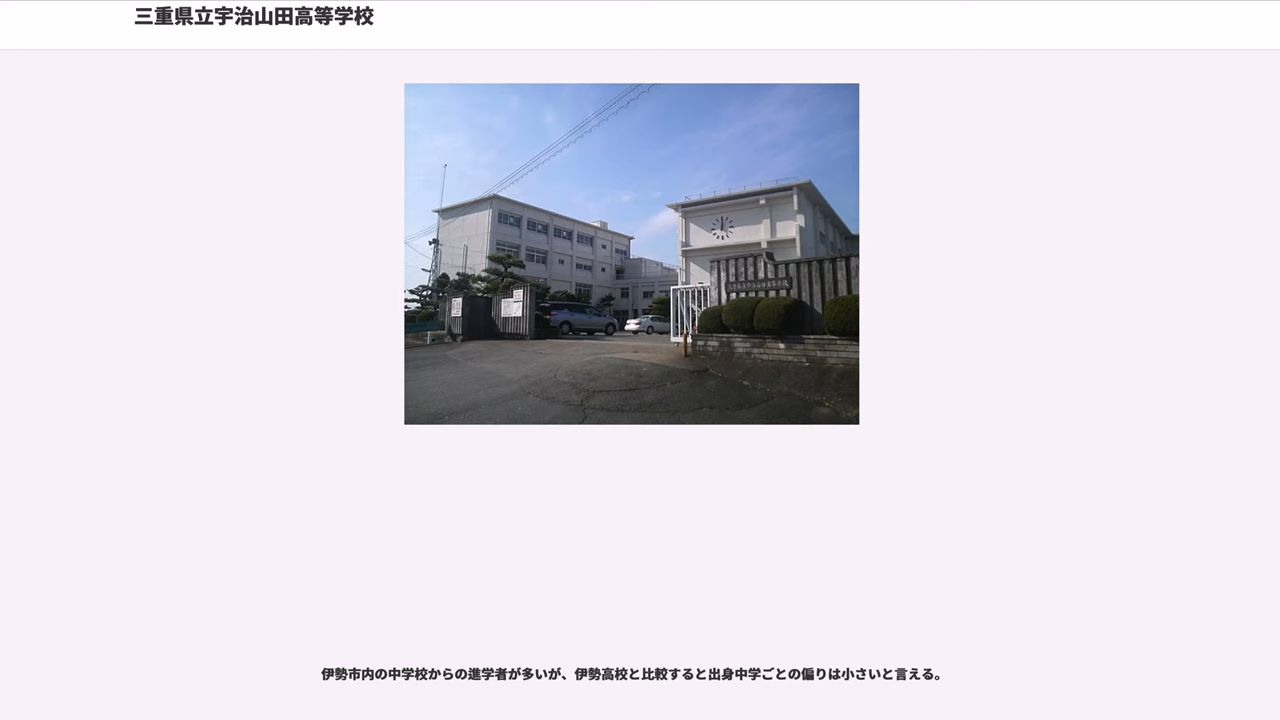 三重県立宇治山田高等学校
伊勢市内の中学校からの進学者が多いが、伊勢高校と比較すると出身中学ごとの偏りは小さいと言える。